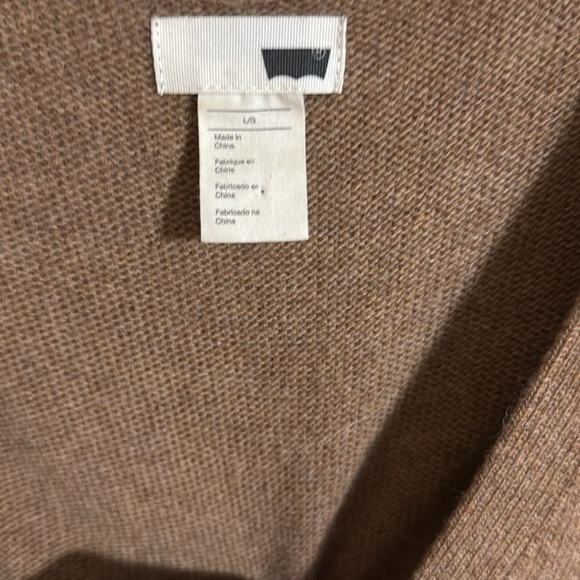 L/G
Made in
China
Fabriqué en
Chine
Fabricado en
China
Fabricado na
China